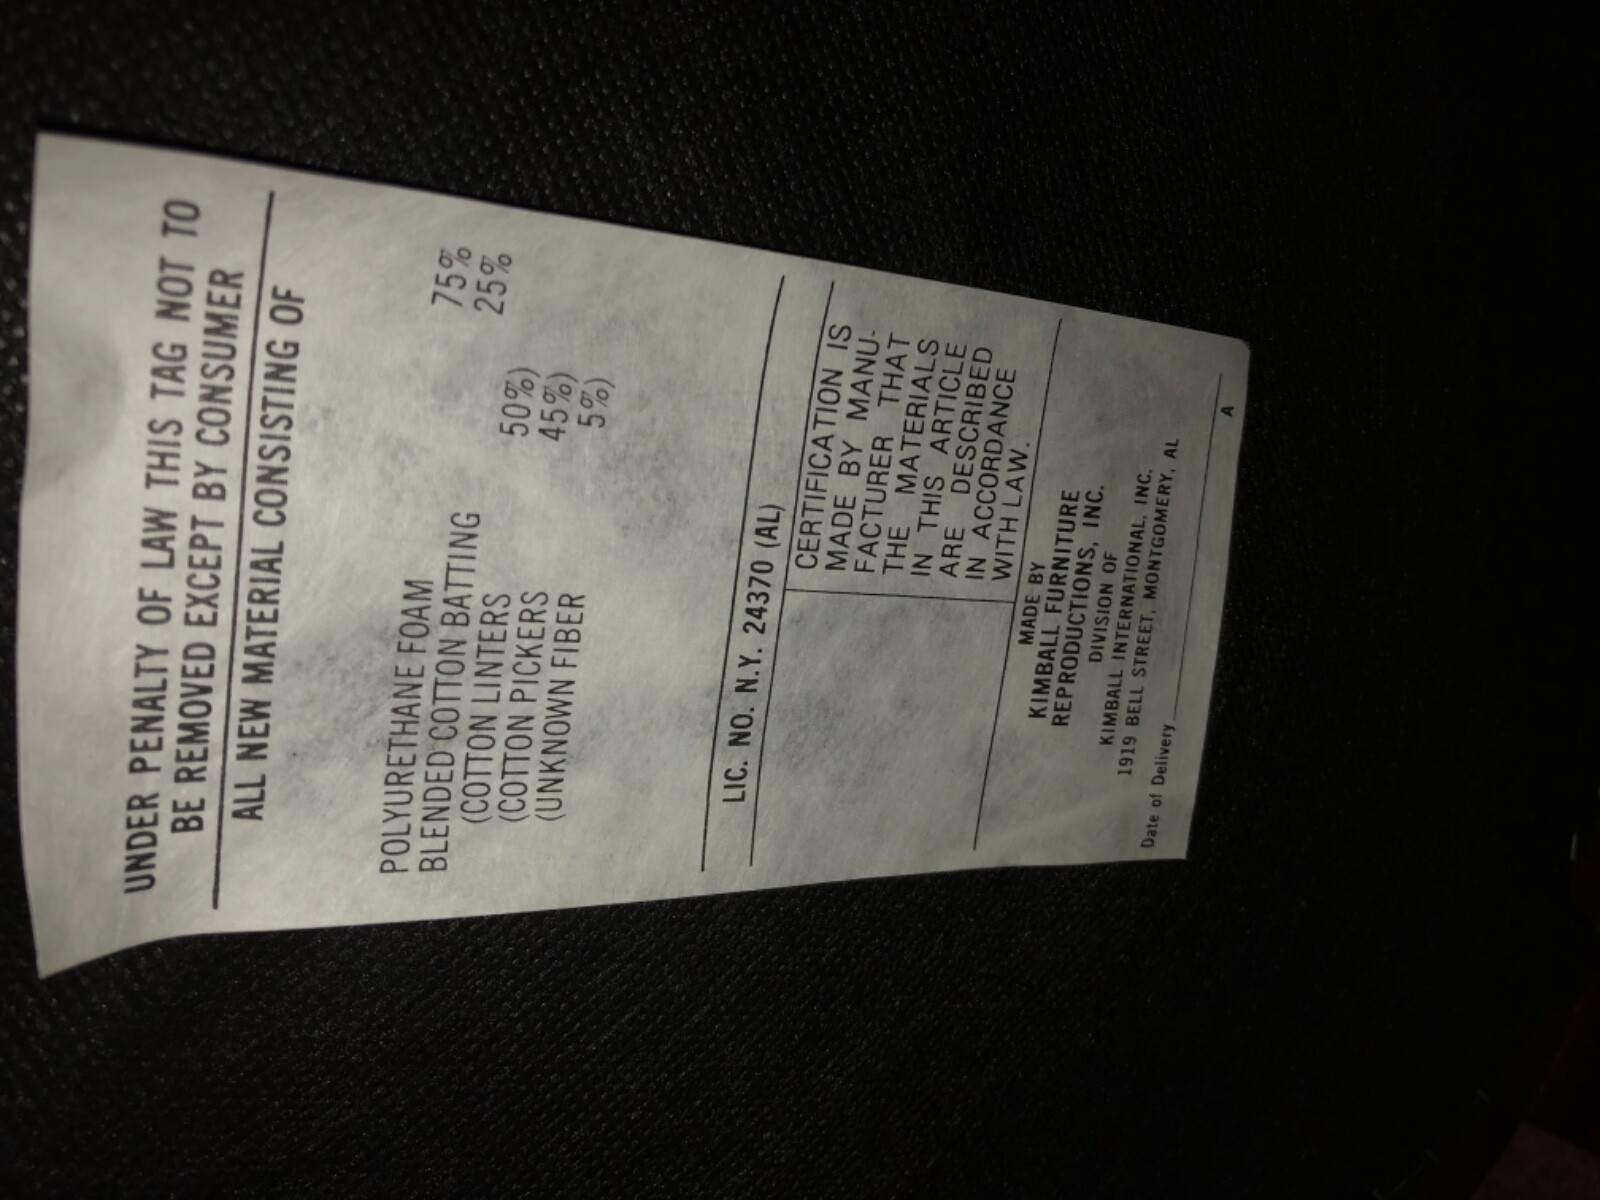 UNDER PENALTY OF LAW THIS TAG NOT TO
BE REMOVED EXCEPT BY CONSUMER
ALL NEW MATERIAL CONSISTING OF
POLYURETHANE FOAM 75%
BLENDED COTTON BATTING 25%
(COTTON LINTERS 50%)
(COTTON PICKERS 45%)
(UNKNOWN FIBER 5%)
LIC. NO. N.Y. 24370 (AL)
CERTIFICATION IS
MADE BY MANU-
FACTURER THAT
THE MATERIALS
IN THIS ARTICLE
ARE DESCRIBED
IN ACCORDANCE
WITH LAW.
MADE BY
KIMBALL FURNITURE
REPRODUCTIONS, INC.
DIVISION OF
KIMBALL INTERNATIONAL, INC.
1919 BELL STREET, MONTGOMERY, AL
Date of Delivery
A